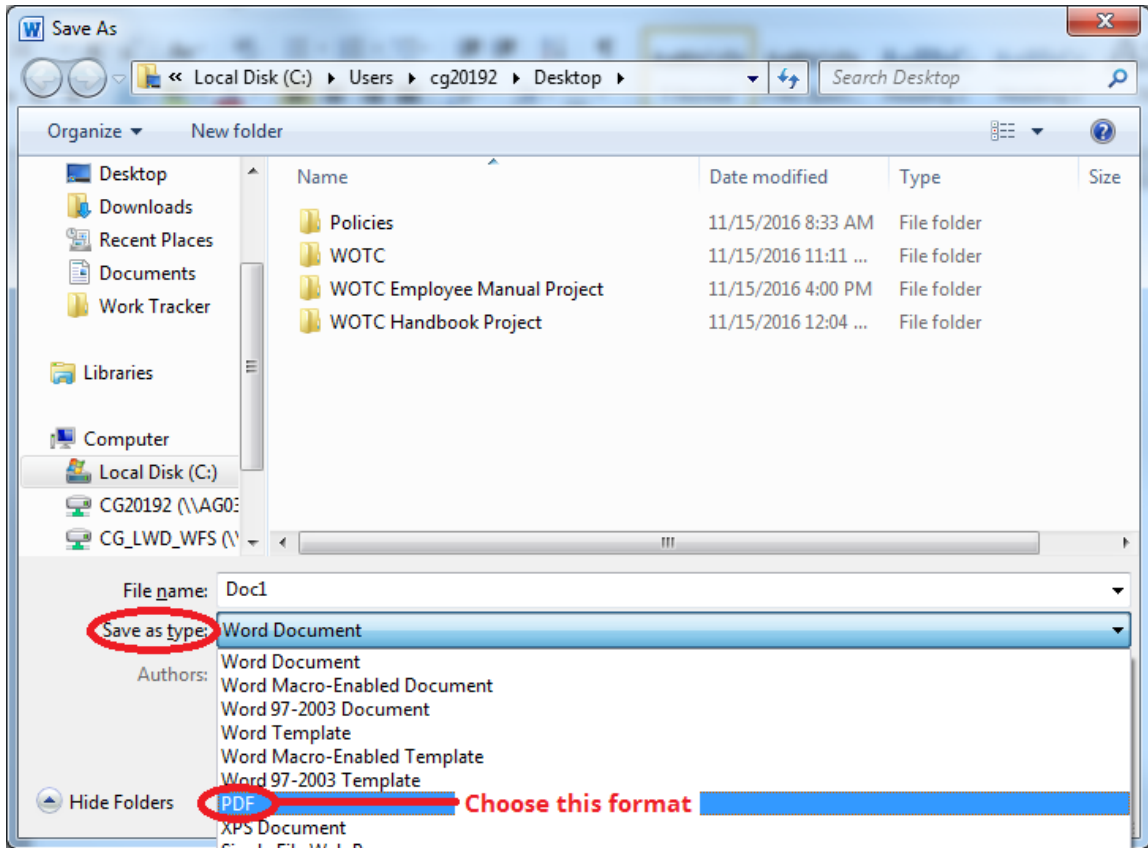 Save As
« Local Disk (C:) ▸ Users ▸ cg20192 ▸ Desktop ▸
Search Desktop
Organize ▾ New folder
Desktop
Downloads
Recent Places
Documents
Work Tracker
Libraries
Computer
Local Disk (C:)
CG20192 (\\AG03
CG_LWD_WFS (\\
Name Date modified Type Size
Policies 11/15/2016 8:33 AM File folder
WOTC 11/15/2016 11:11 ... File folder
WOTC Employee Manual Project 11/15/2016 4:00 PM File folder
WOTC Handbook Project 11/15/2016 12:04 ... File folder
File name: Doc1
Save as type: Word Document
Authors:
Word Document
Word Macro-Enabled Document
Word 97-2003 Document
Word Template
Word Macro-Enabled Template
Word 97-2003 Template
Hide Folders
PDF Choose this format
XPS Document